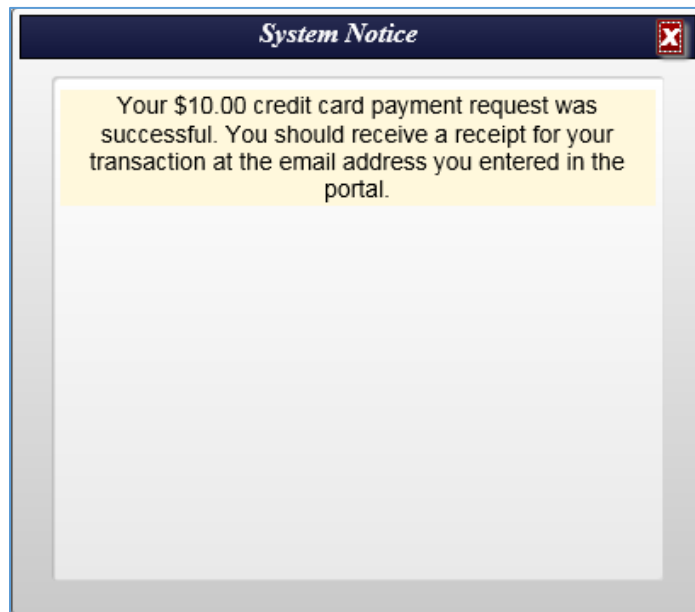 System Notice
Your $10.00 credit card payment request was
successful. You should receive a receipt for your
transaction at the email address you entered in the
portal.